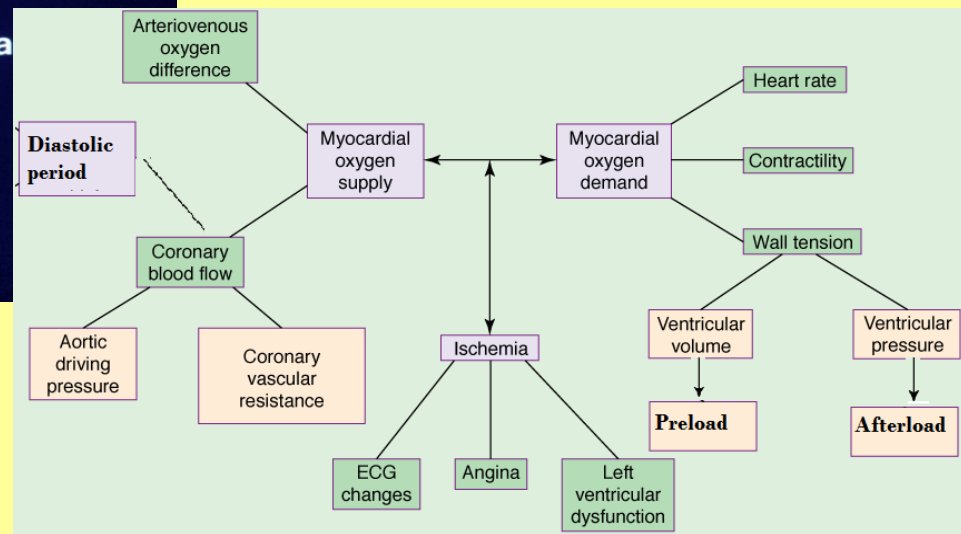 a
Arteriovenous
oxygen
difference
Diastolic
period
Myocardial
oxygen
supply
Myocardial
oxygen
demand
Heart rate
Contractility
Wall tension
Coronary
blood flow
Aortic
driving
pressure
Coronary
vascular
resistance
Ischemia
Ventricular
volume
Ventricular
pressure
Preload
Afterload
ECG
changes
Angina
Left
ventricular
dysfunction